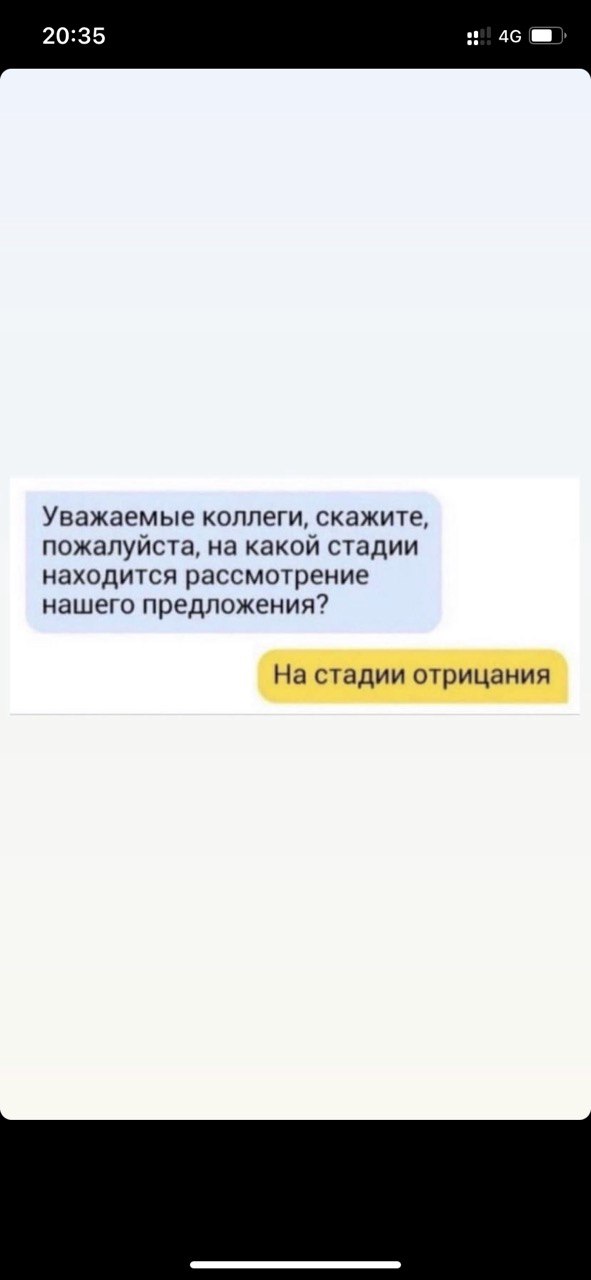 20:35
4G
Уважаемые коллеги, скажите,
пожалуйста, на какой стадии
находится рассмотрение
нашего предложения?
На стадии отрицания